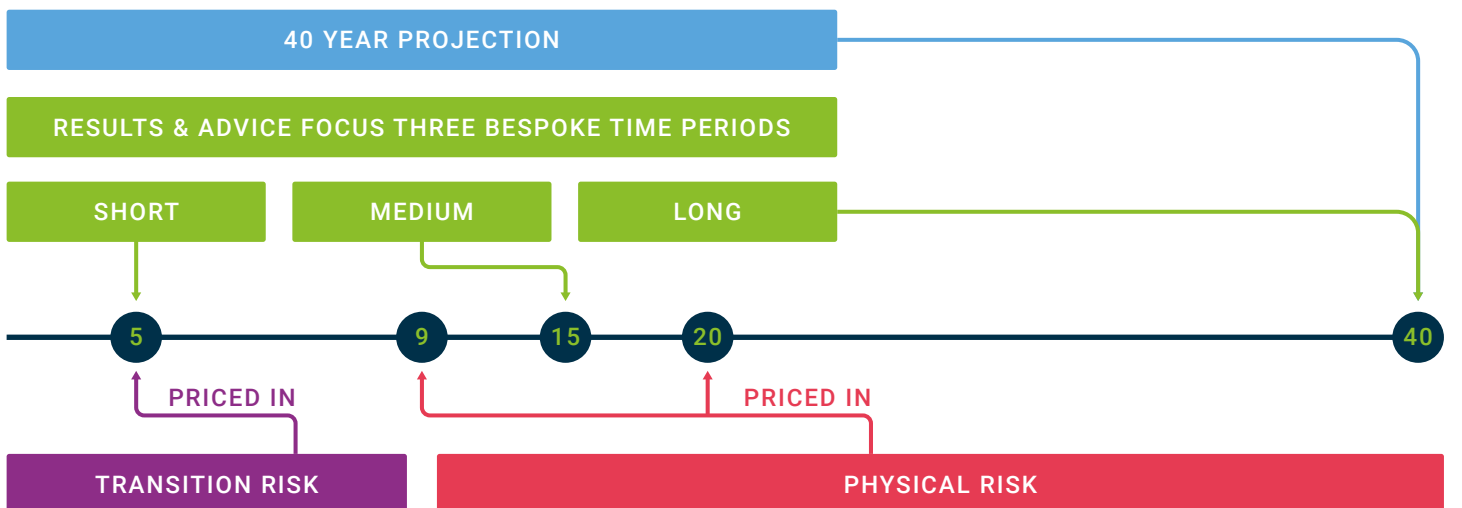 40 YEAR PROJECTION
RESULTS & ADVICE FOCUS THREE BESPOKE TIME PERIODS
SHORT
MEDIUM
LONG
5
9
15
20
40
PRICED IN
PRICED IN
TRANSITION RISK
PHYSICAL RISK